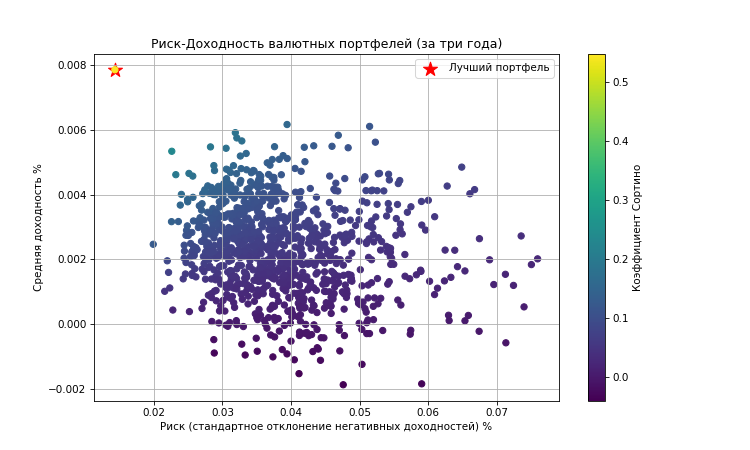 Риск-Доходность валютных портфелей (за три года)
Лучший портфель
0.008
0.006
0.004
0.002
0.000
−0.002
Средняя доходность %
0.02 0.03 0.04 0.05 0.06 0.07
Риск (стандартное отклонение негативных доходностей) %
0.5
0.4
0.3
0.2
0.1
0.0
Коэффициент Сортино